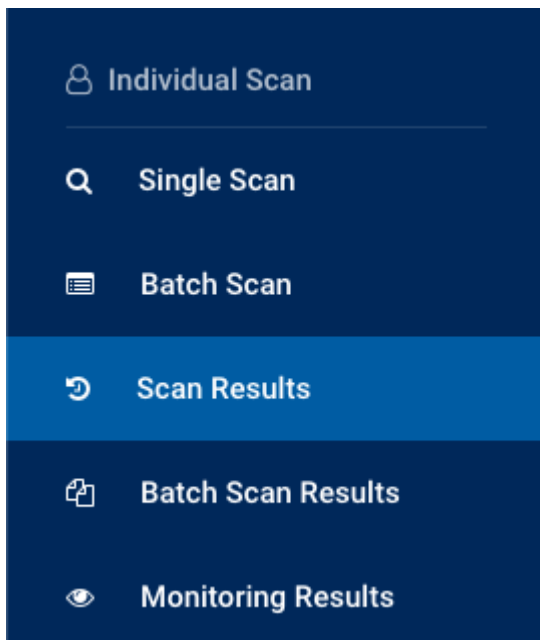 Individual Scan
Single Scan
Batch Scan
Scan Results
Batch Scan Results
Monitoring Results